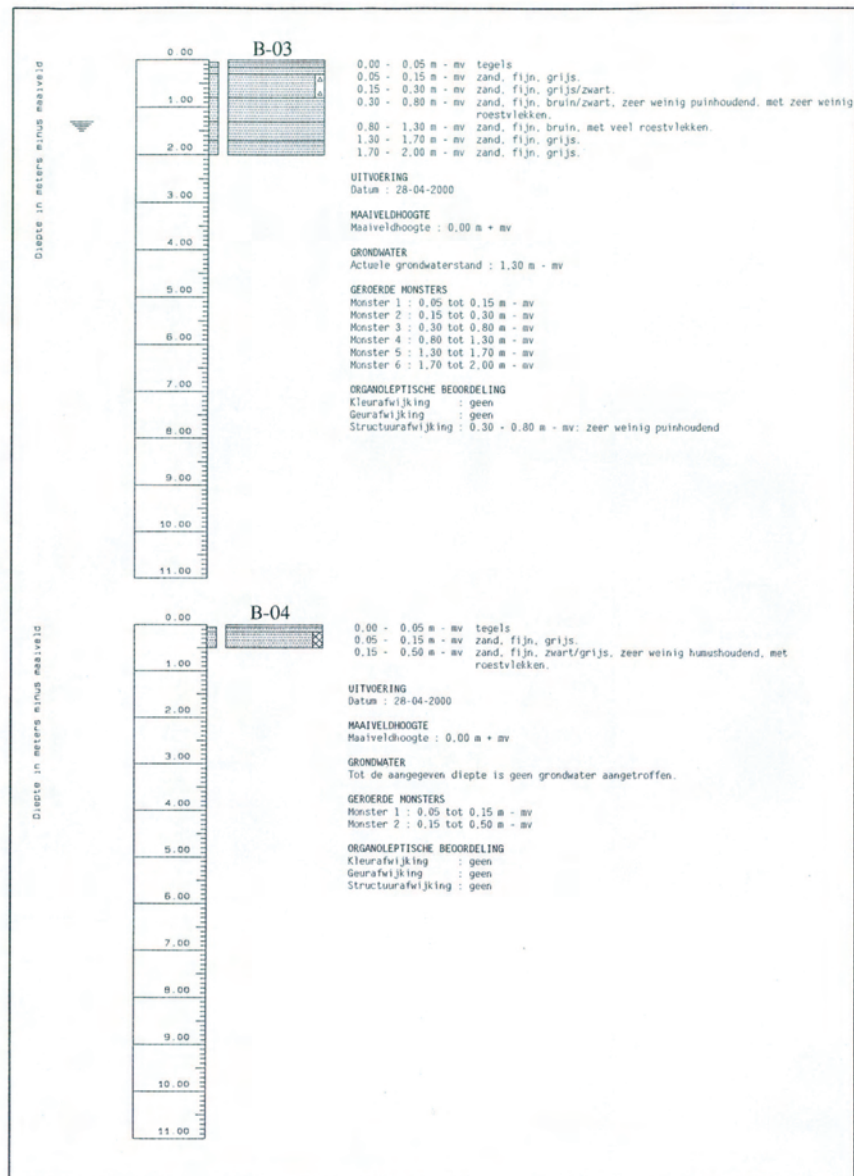 B-03
Diepte in meters minus maaiveld
0.00
1.00
2.00
3.00
4.00
5.00
6.00
7.00
8.00
9.00
10.00
11.00
0,00 - 0,05 m - mv tegels
0,05 - 0,15 m - mv zand, fijn, grijs.
0,15 - 0,30 m - mv zand, fijn, grijs/zwart.
0,30 - 0,80 m - mv zand, fijn, bruin/zwart, zeer weinig puinhoudend, met zeer weinig
roestvlekken.
0,80 - 1,30 m - mv zand, fijn, bruin, met veel roestvlekken.
1,30 - 1,70 m - mv zand, fijn, grijs.
1,70 - 2,00 m - mv zand, fijn, grijs.
UITVOERING
Datum : 28-04-2000
MAAIVELDHOOGTE
Maaiveldhoogte : 0,00 m + mv
GRONDWATER
Actuele grondwaterstand : 1,30 m - mv
GEROERDE MONSTERS
Monster 1 : 0,05 tot 0,15 m - mv
Monster 2 : 0,15 tot 0,30 m - mv
Monster 3 : 0,30 tot 0,80 m - mv
Monster 4 : 0,80 tot 1,30 m - mv
Monster 5 : 1,30 tot 1,70 m - mv
Monster 6 : 1,70 tot 2,00 m - mv
ORGANOLEPTISCHE BEOORDELING
Kleurafwijking : geen
Geurafwijking : geen
Structuurafwijking : 0.30 - 0.80 m - mv: zeer weinig puinhoudend
B-04
Diepte in meters minus maaiveld
0.00
1.00
2.00
3.00
4.00
5.00
6.00
7.00
8.00
9.00
10.00
11.00
0,00 - 0,05 m - mv tegels
0,05 - 0,15 m - mv zand, fijn, grijs.
0,15 - 0,50 m - mv zand, fijn, zwart/grijs, zeer weinig humushoudend, met
roestvlekken.
UITVOERING
Datum : 28-04-2000
MAAIVELDHOOGTE
Maaiveldhoogte : 0,00 m + mv
GRONDWATER
Tot de aangegeven diepte is geen grondwater aangetroffen.
GEROERDE MONSTERS
Monster 1 : 0,05 tot 0,15 m - mv
Monster 2 : 0,15 tot 0,50 m - mv
ORGANOLEPTISCHE BEOORDELING
Kleurafwijking : geen
Geurafwijking : geen
Structuurafwijking : geen